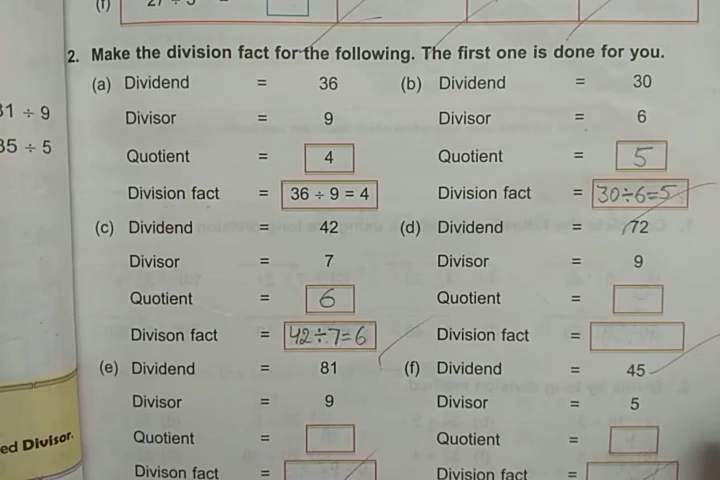 (f) 27 ÷ 3 =
2. Make the division fact for the following. The first one is done for you.
(a) Dividend = 36 (b) Dividend = 30
Divisor = 9 Divisor = 6
Quotient = 4 Quotient = 5
Division fact = 36 ÷ 9 = 4 Division fact = 30÷6=5
(c) Dividend = 42 (d) Dividend = 72
Divisor = 7 Divisor = 9
Quotient = 6 Quotient =
Divison fact = 42÷7=6 Division fact =
(e) Dividend = 81 (f) Dividend = 45
Divisor = 9 Divisor = 5
Quotient = Quotient =
Divison fact = Division fact =
31 ÷ 9
35 ÷ 5
ed Divisor.